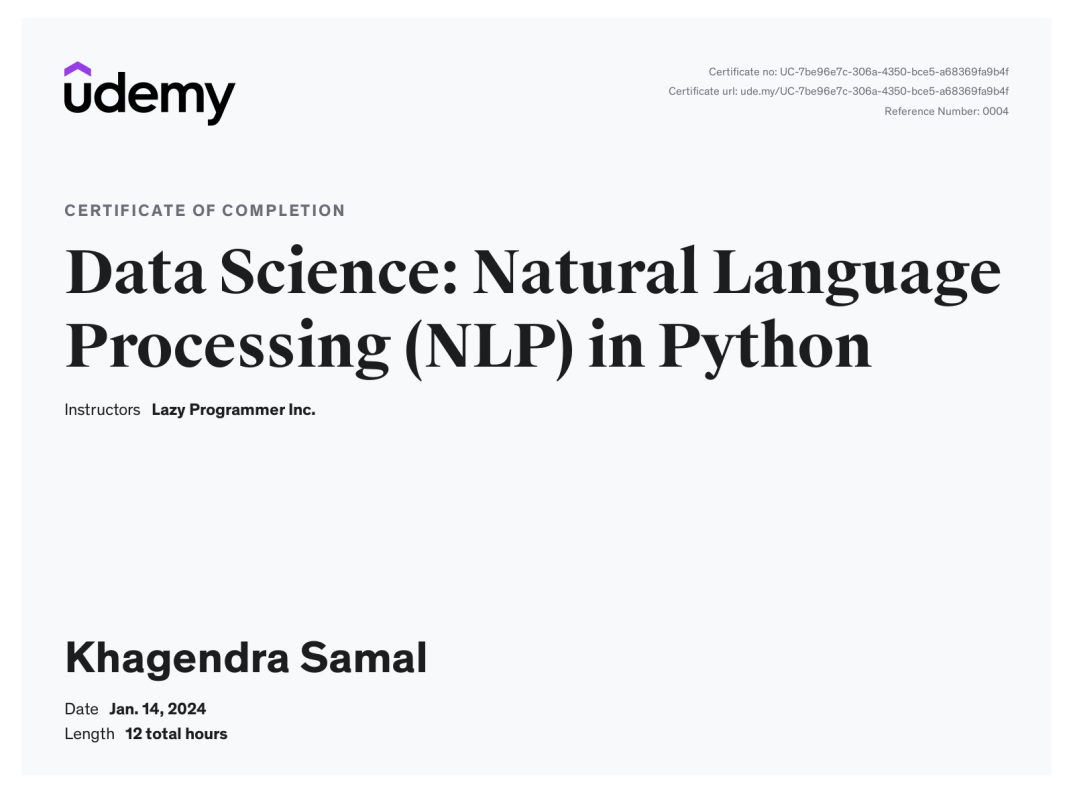 ûdemy
Certificate no: UC-7be96e7c-306a-4350-bce5-a68369fa9b4f
Certificate url: ude.my/UC-7be96e7c-306a-4350-bce5-a68369fa9b4f
Reference Number: 0004
CERTIFICATE OF COMPLETION
Data Science: Natural Language
Processing (NLP) in Python
Instructors Lazy Programmer Inc.
Khagendra Samal
Date Jan. 14, 2024
Length 12 total hours